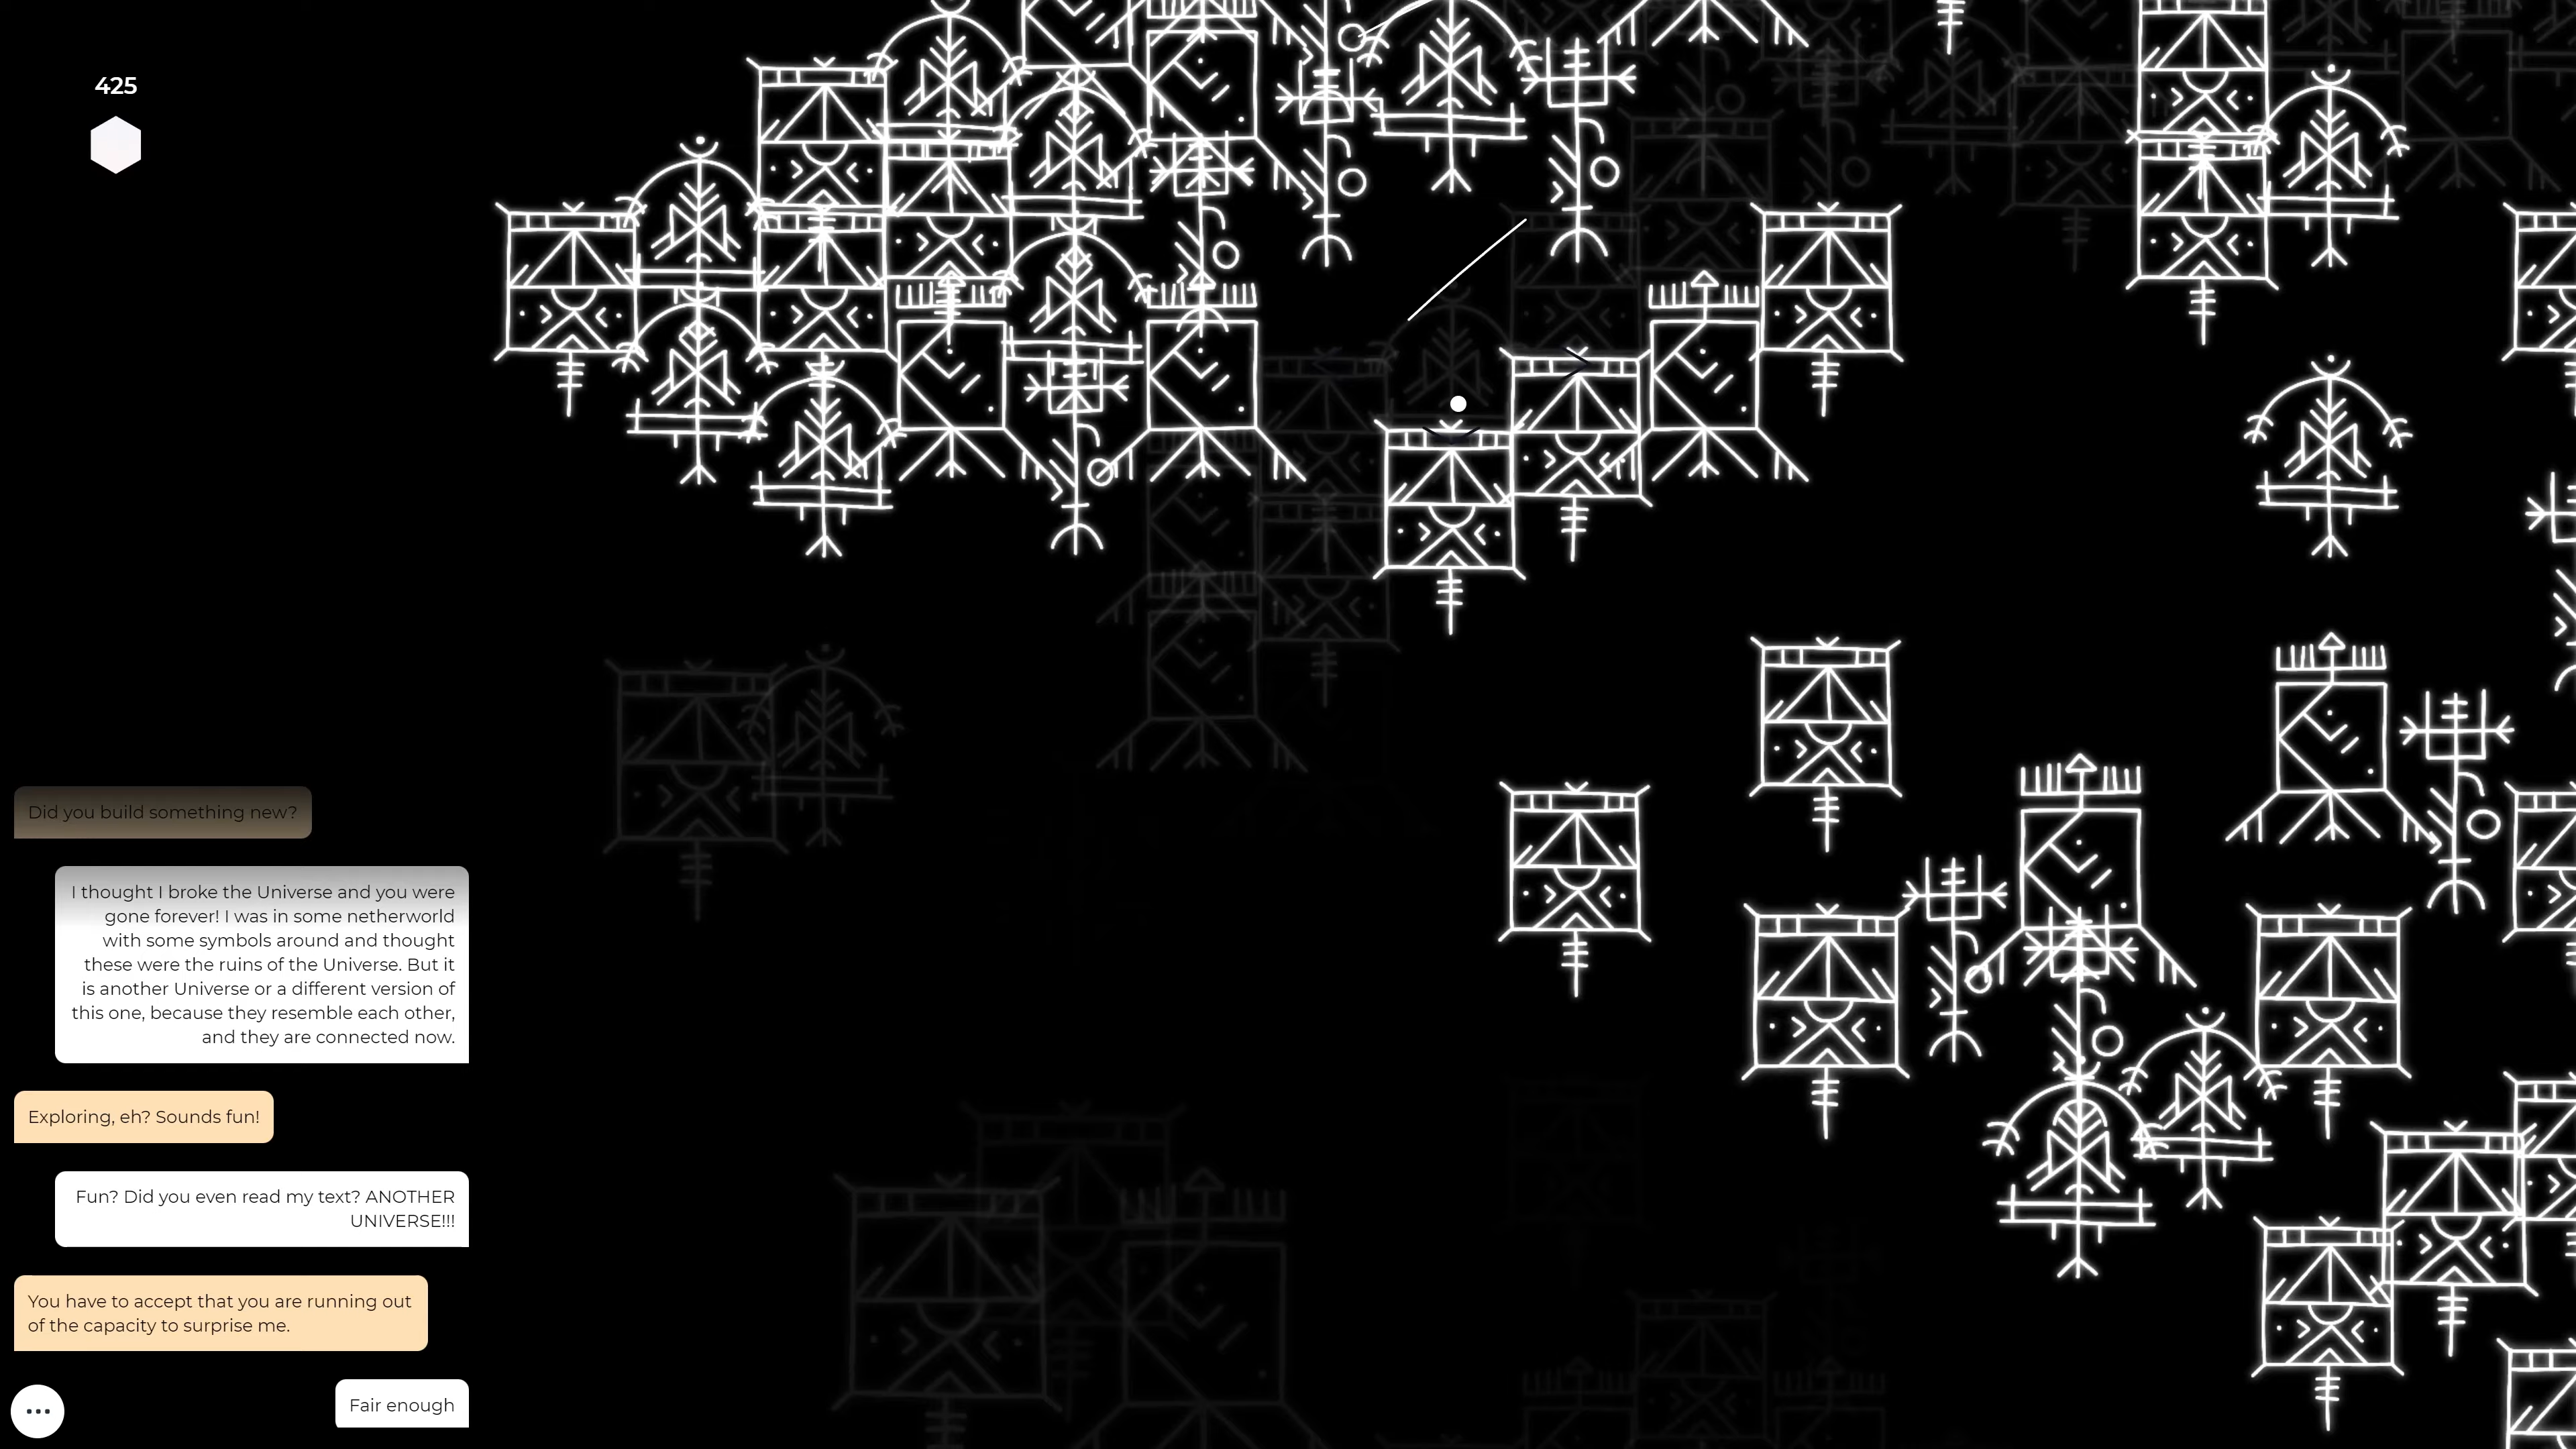 425
Did you build something new?
I thought I broke the Universe and you were
gone forever! I was in some netherworld
with some symbols around and thought
these were the ruins of the Universe. But it
is another Universe or a different version of
this one, because they resemble each other,
and they are connected now.
Exploring, eh? Sounds fun!
Fun? Did you even read my text? ANOTHER
UNIVERSE!!!
You have to accept that you are running out
of the capacity to surprise me.
Fair enough